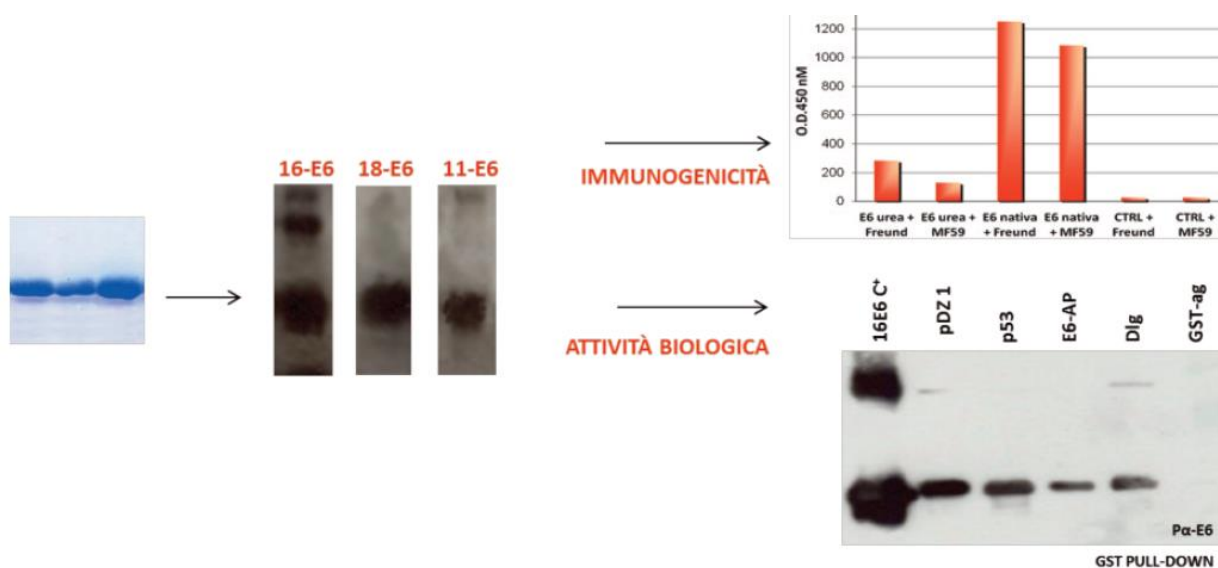 16-E6 18-E6 11-E6
IMMUNOGENICITÀ
O.D.450 nM
1200
1000
800
600
400
200
0
E6 urea + Freund
E6 urea + MF59
E6 nativa + Freund
E6 nativa + MF59
CTRL + Freund
CTRL + MF59
ATTIVITÀ BIOLOGICA
16E6 C⁺
pDZ 1
p53
E6-AP
Dlg
GST-ag
Pα-E6
GST PULL-DOWN